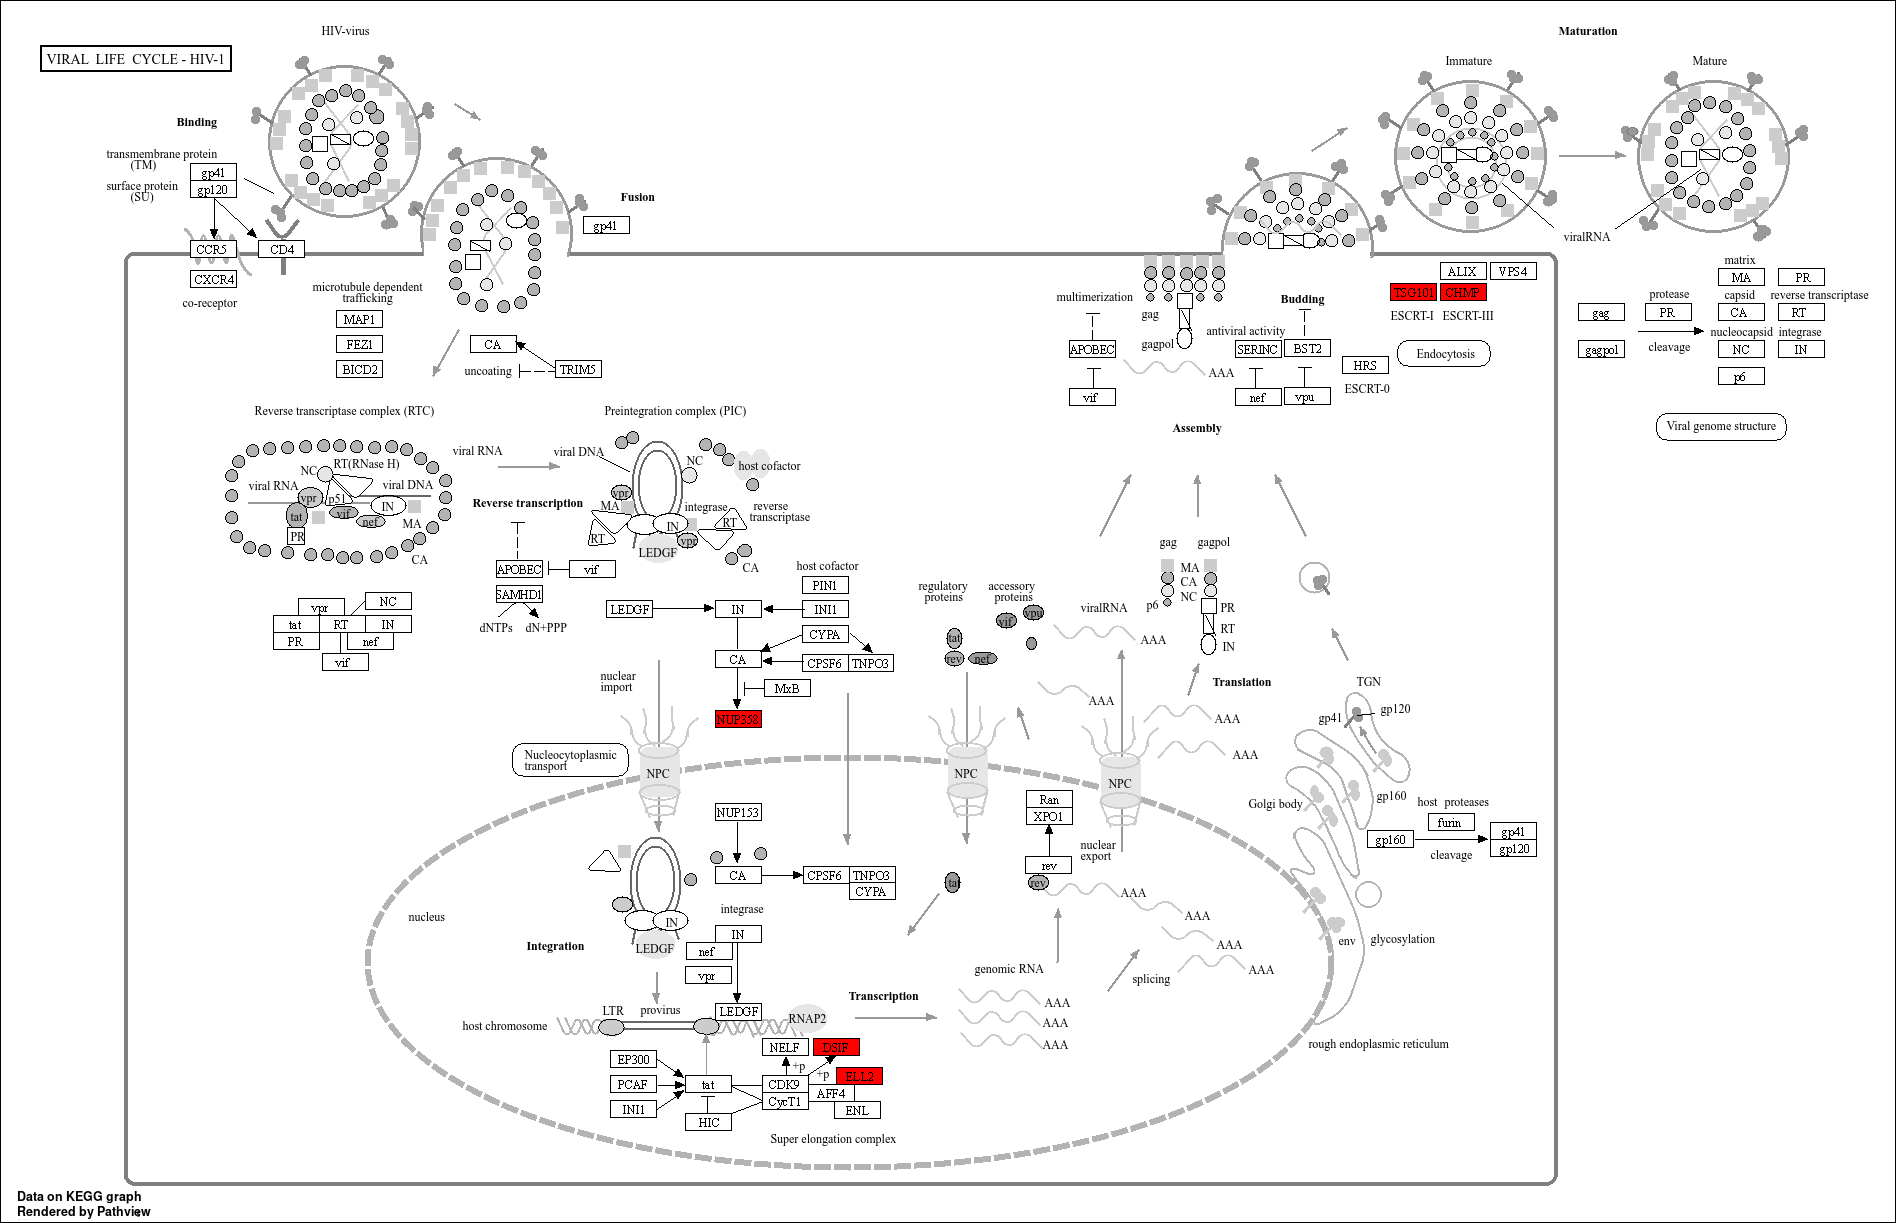 VIRAL LIFE CYCLE - HIV-1
HIV-virus
Binding
transmembrane protein
(TM)
surface protein
(SU)
gp41
gp120
CCR5
CD4
CXCR4
co-receptor
Fusion
gp41
microtubule dependent
trafficking
MAP1
FEZ1
BICD2
CA
uncoating
TRIM5
Maturation
Immature
Mature
viralRNA
matrix
MA
PR
protease
capsid
reverse transcriptase
gag
PR
CA
RT
nucleocapsid
integrase
gagpol
cleavage
NC
IN
p6
Viral genome structure
ALIX
VPS4
TSG101
CHMP
ESCRT-I
ESCRT-III
multimerization
Budding
gag
antiviral activity
gagpol
APOBEC
SERINC
BST2
Endocytosis
HRS
AAA
ESCRT-0
vif
nef
vpu
Assembly
Reverse transcriptase complex (RTC)
Preintegration complex (PIC)
viral RNA
viral DNA
NC
RT(RNase H)
viral RNA
viral DNA
vpr
p51
IN
tat
vif
nef
MA
PR
CA
NC
host cofactor
vpr
MA
integrase
reverse
transcriptase
IN
RT
RT
vpr
LEDGF
CA
Reverse transcription
APOBEC
vif
SAMHD1
dNTPs
dN+PPP
vpr
NC
tat
RT
IN
PR
nef
vif
host cofactor
PIN1
LEDGF
IN
INI1
CYPA
CA
CPSF6
TNPO3
MxB
NUP358
nuclear
import
regulatory
proteins
accessory
proteins
tat
rev
nef
vif
vpu
viralRNA
AAA
AAA
gag
gagpol
MA
CA
NC
p6
PR
RT
IN
Translation
AAA
AAA
TGN
gp41
gp120
gp160
Golgi body
host proteases
furin
gp160
gp41
gp120
cleavage
Nucleocytoplasmic
transport
NPC
NPC
NPC
NUP153
CA
CPSF6
TNPO3
CYPA
Ran
XPO1
nuclear
export
rev
rev
tat
AAA
AAA
AAA
AAA
env
glycosylation
nucleus
Integration
IN
LEDGF
integrase
IN
nef
vpr
LEDGF
genomic RNA
splicing
Transcription
LTR
provirus
host chromosome
RNAP2
AAA
AAA
AAA
rough endoplasmic reticulum
NELF
DSIF
EP300
+p
+p
ELL2
PCAF
tat
CDK9
AFF4
INI1
CycT1
ENL
HIC
Super elongation complex
Data on KEGG graph
Rendered by Pathview